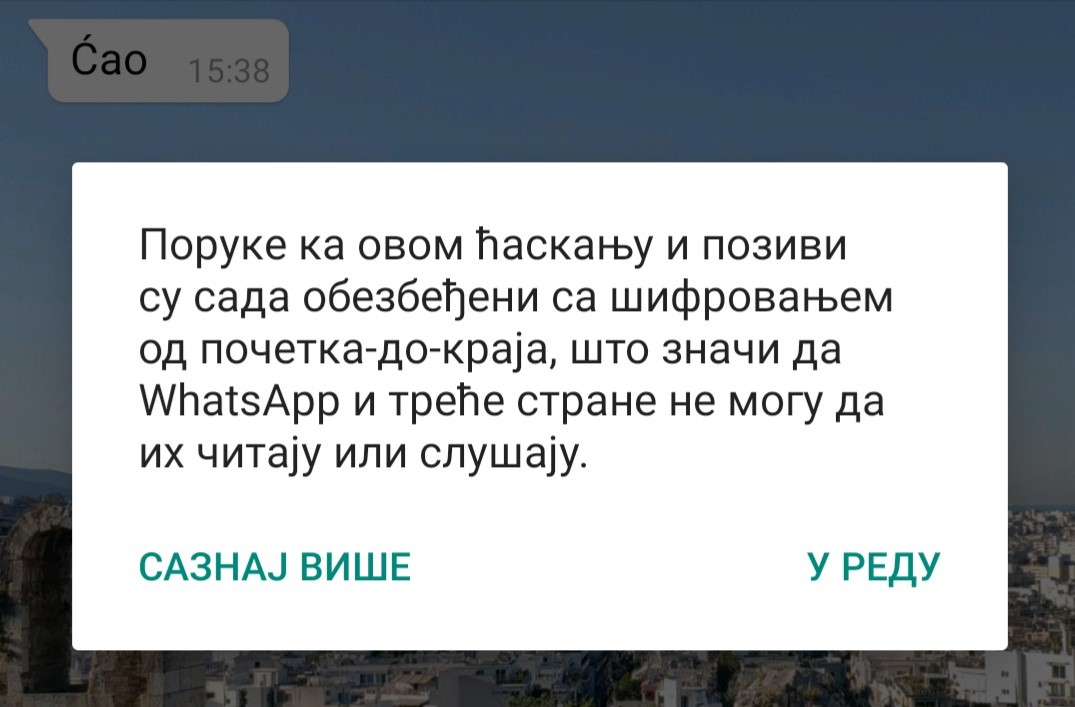 Ćao
15:38
Поруке ка овом ћаскању и позиви
су сада обезбеђени са шифровањем
од почетка-до-краја, што значи да
WhatsApp и треће стране не могу да
их читају или слушају.
САЗНАЈ ВИШЕ
У РЕДУ